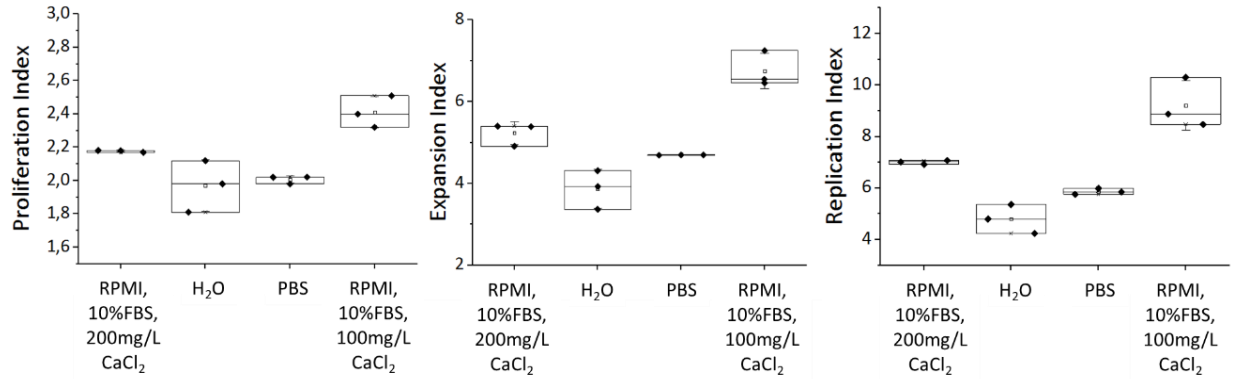 Proliferation Index
3,0
2,8
2,6
2,4
2,2
2,0
1,8
1,6
RPMI,
10%FBS,
200mg/L
CaCl₂
H₂O
PBS
RPMI,
10%FBS,
100mg/L
CaCl₂
Expansion Index
8
6
4
2
RPMI,
10%FBS,
200mg/L
CaCl₂
H₂O
PBS
RPMI,
10%FBS,
100mg/L
CaCl₂
Replication Index
12
10
8
6
4
RPMI,
10%FBS,
200mg/L
CaCl₂
H₂O
PBS
RPMI,
10%FBS,
100mg/L
CaCl₂